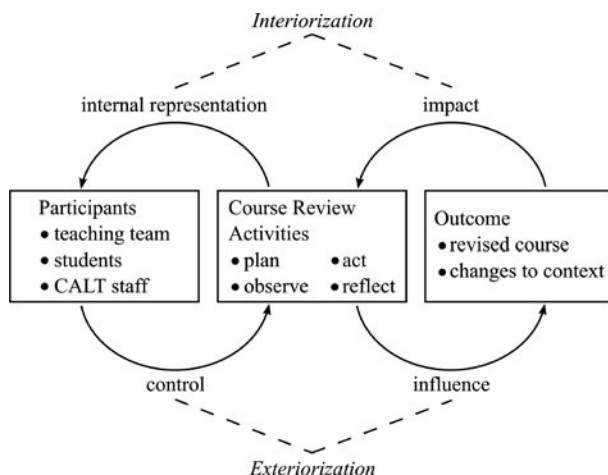 Interiorization
internal representation
impact
Participants
• teaching team
• students
• CALT staff
Course Review
Activities
• plan • act
• observe • reflect
Outcome
• revised course
• changes to context
control
influence
Exteriorization